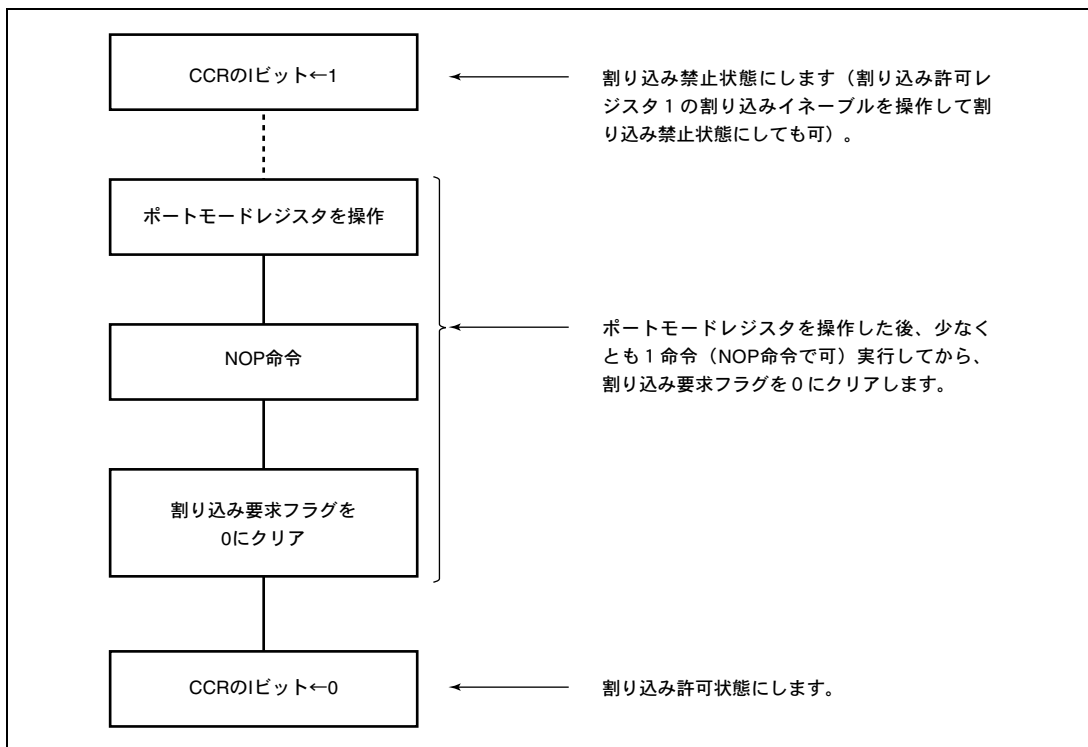 CCRのIビット←1
割り込み禁止状態にします（割り込み許可レ
ジスタ１の割り込みイネーブルを操作して割
り込み禁止状態にしても可）。
ポートモードレジスタを操作
NOP命令
ポートモードレジスタを操作した後、少なく
とも１命令（NOP命令で可）実行してから、
割り込み要求フラグを０にクリアします。
割り込み要求フラグを
0にクリア
CCRのIビット←0
割り込み許可状態にします。